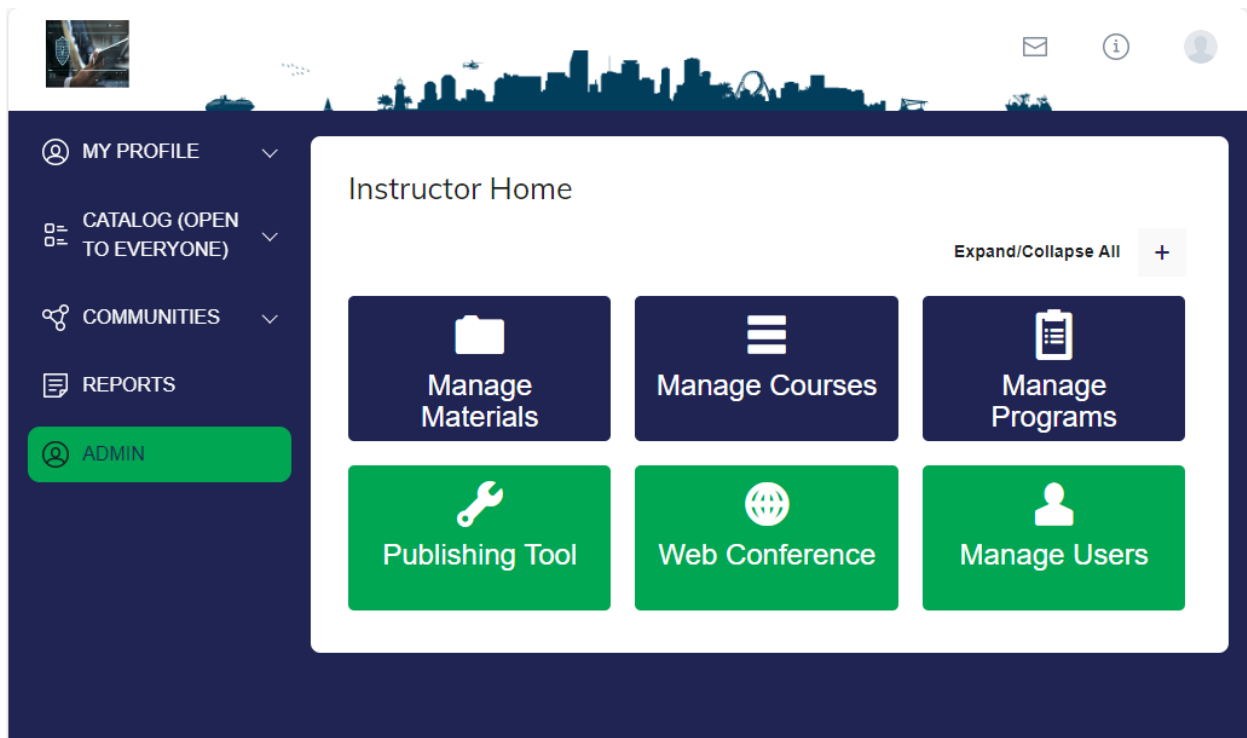 MY PROFILE
CATALOG (OPEN
TO EVERYONE)
COMMUNITIES
REPORTS
ADMIN
Instructor Home
Expand/Collapse All +
Manage
Materials
Manage Courses
Manage
Programs
Publishing Tool
Web Conference
Manage Users